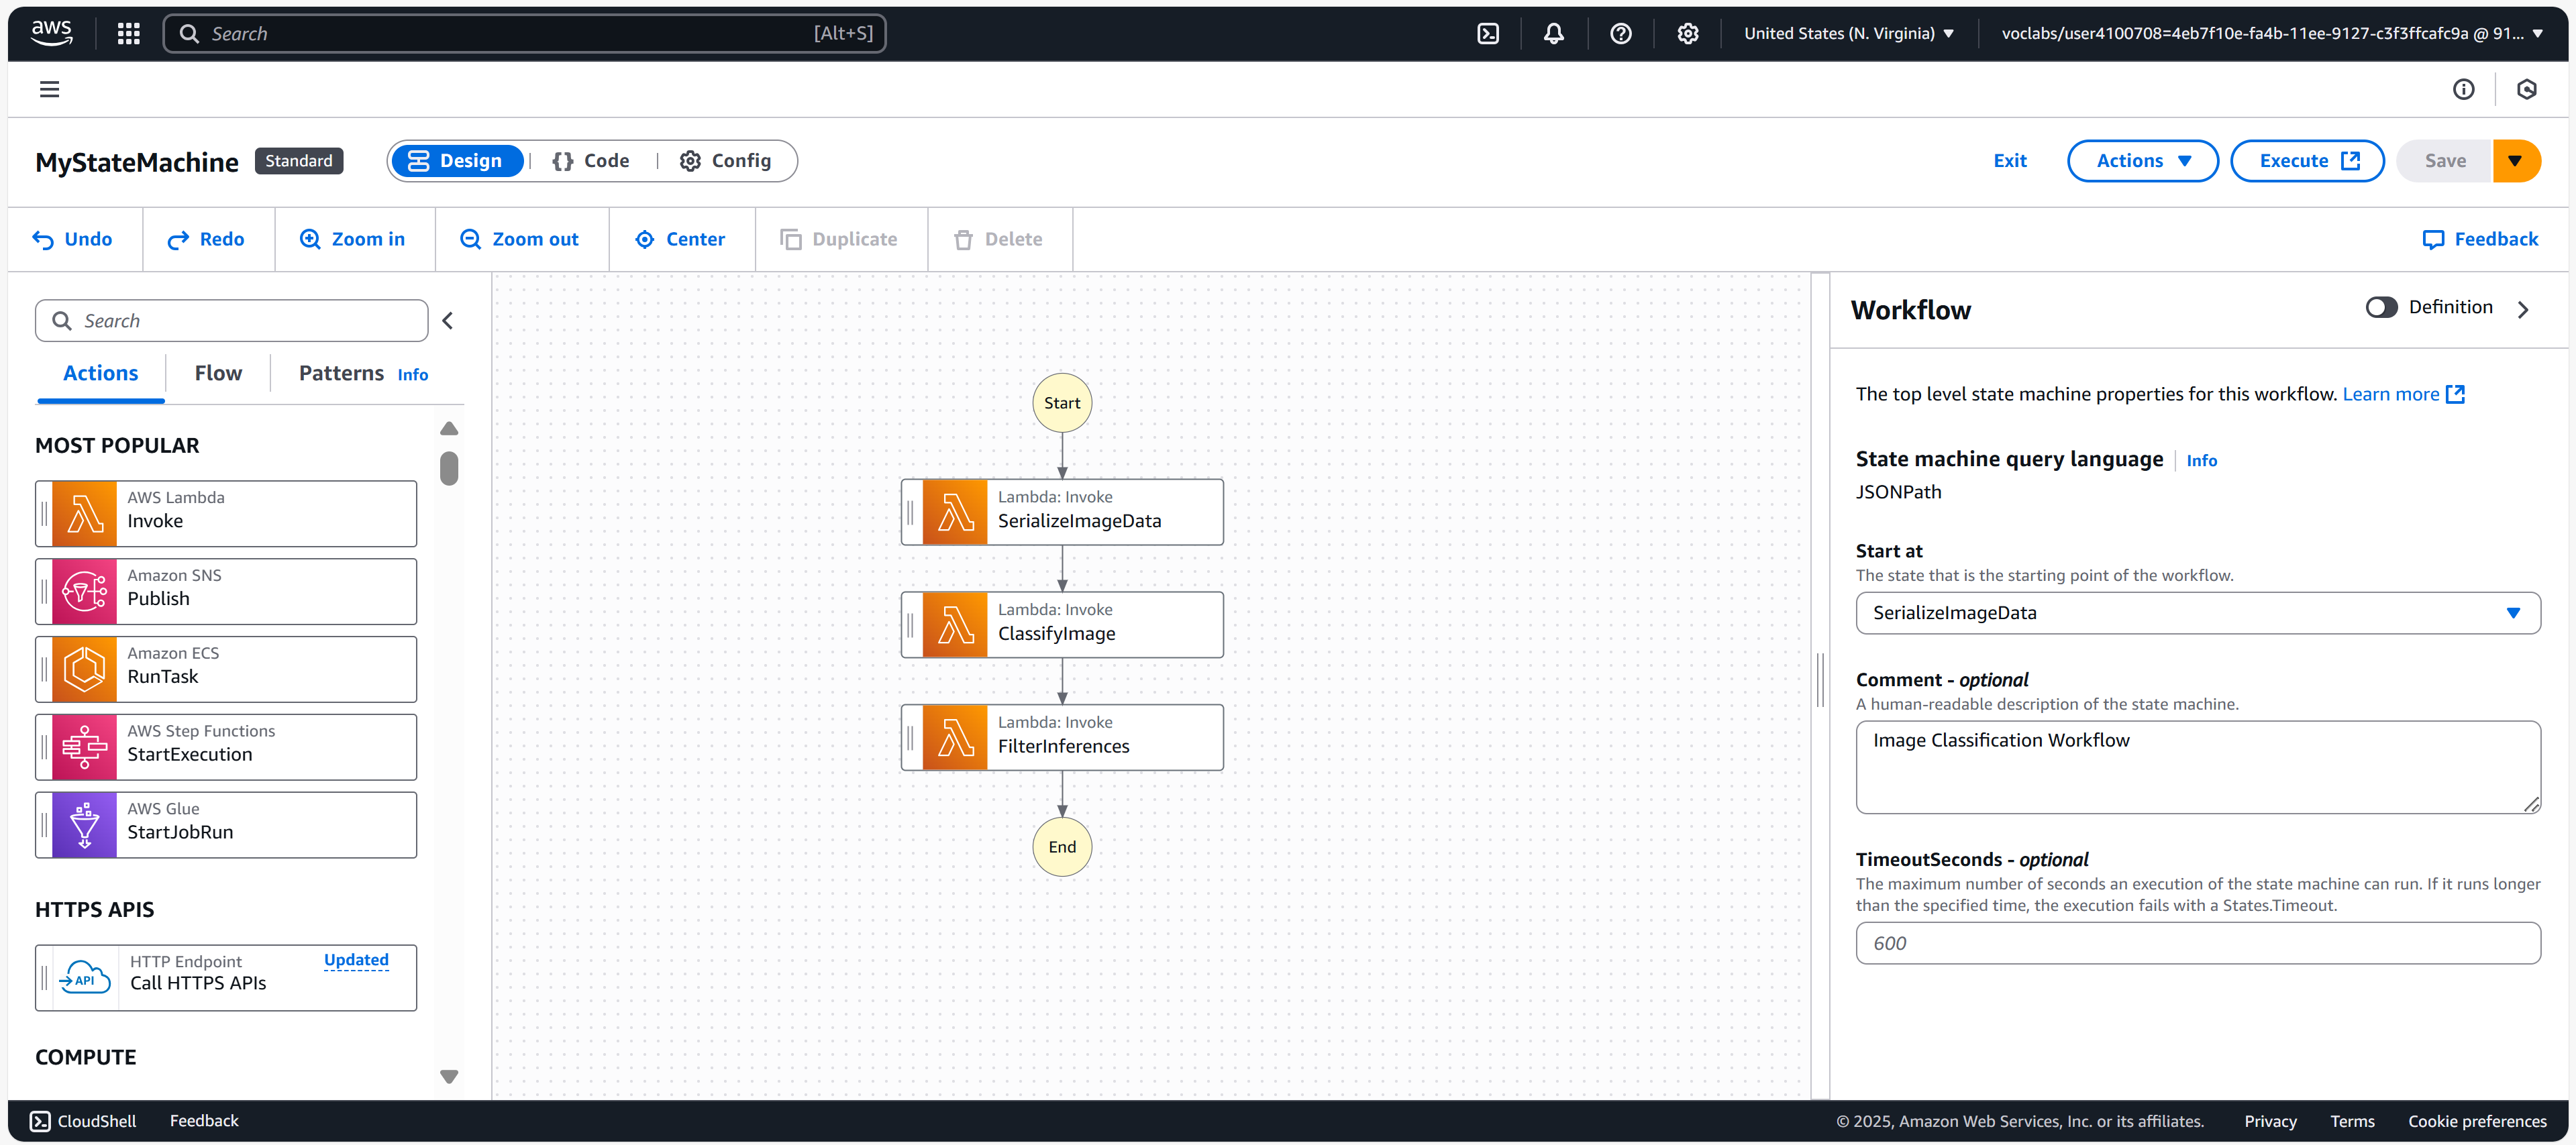 aws
Search [Alt+S]
United States (N. Virginia)
voclabs/user4100708=4eb7f10e-fa4b-11ee-9127-c3f3ffcafc9a @ 91...
MyStateMachine
Standard
Design
{} Code
Config
Exit
Actions
Execute
Save
Undo
Redo
Zoom in
Zoom out
Center
Duplicate
Delete
Feedback
Search
Actions
Flow
Patterns Info
MOST POPULAR
AWS Lambda
Invoke
Amazon SNS
Publish
Amazon ECS
RunTask
AWS Step Functions
StartExecution
AWS Glue
StartJobRun
HTTPS APIS
API
HTTP Endpoint
Updated
Call HTTPS APIs
COMPUTE
Start
Lambda: Invoke
SerializeImageData
Lambda: Invoke
ClassifyImage
Lambda: Invoke
FilterInferences
End
Workflow
Definition
The top level state machine properties for this workflow. Learn more
State machine query language Info
JSONPath
Start at
The state that is the starting point of the workflow.
SerializeImageData
Comment - optional
A human-readable description of the state machine.
Image Classification Workflow
TimeoutSeconds - optional
The maximum number of seconds an execution of the state machine can run. If it runs longer
than the specified time, the execution fails with a States.Timeout.
600
CloudShell
Feedback
© 2025, Amazon Web Services, Inc. or its affiliates.
Privacy
Terms
Cookie preferences